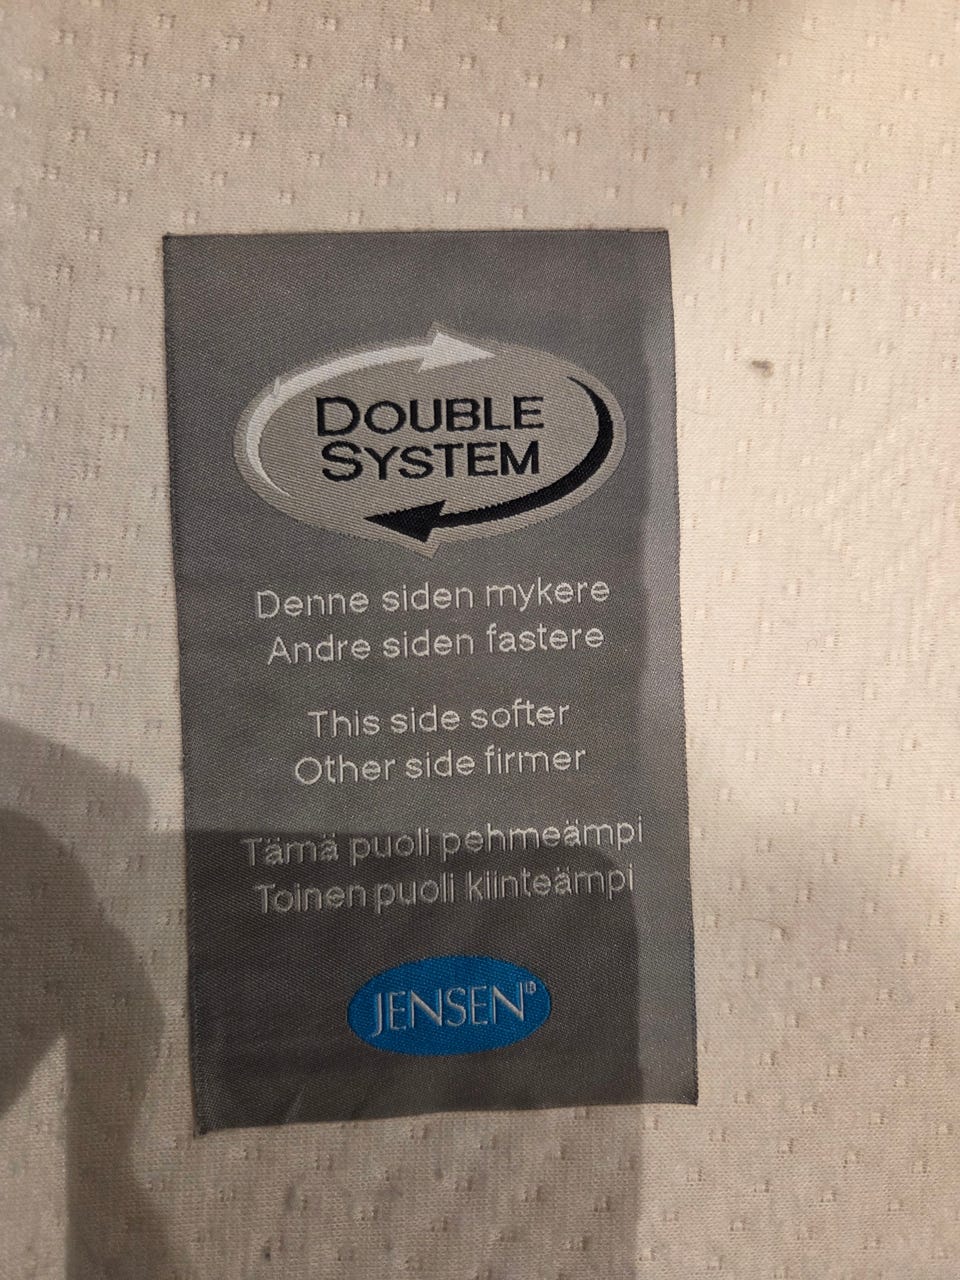 DOUBLE
SYSTEM
Denne siden mykere
Andre siden fastere
This side softer
Other side firmer
Tämä puoli pehmeämpi
Toinen puoli kiinteämpi
JENSEN®